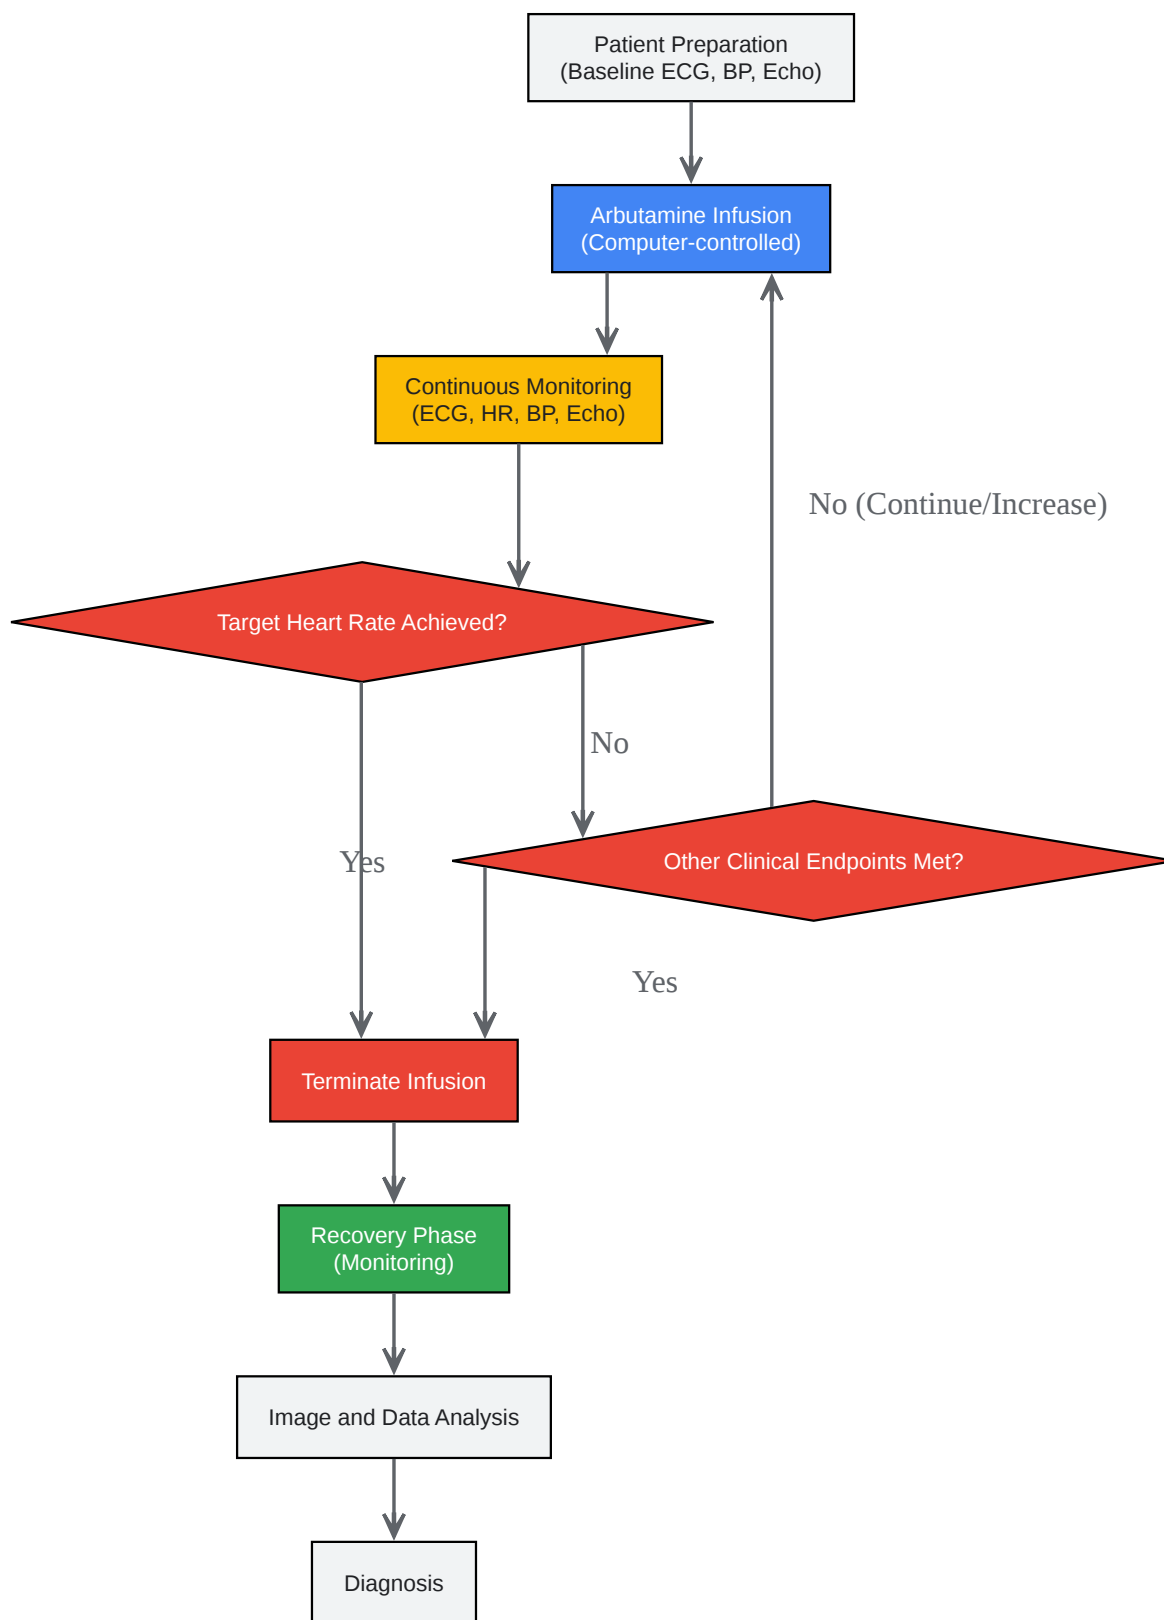 Patient Preparation
(Baseline ECG, BP, Echo)
Arbutamine Infusion
(Computer-controlled)
Continuous Monitoring
(ECG, HR, BP, Echo)
No (Continue/Increase)
Target Heart Rate Achieved?
No
Yes
Other Clinical Endpoints Met?
Yes
Terminate Infusion
Recovery Phase
(Monitoring)
Image and Data Analysis
Diagnosis